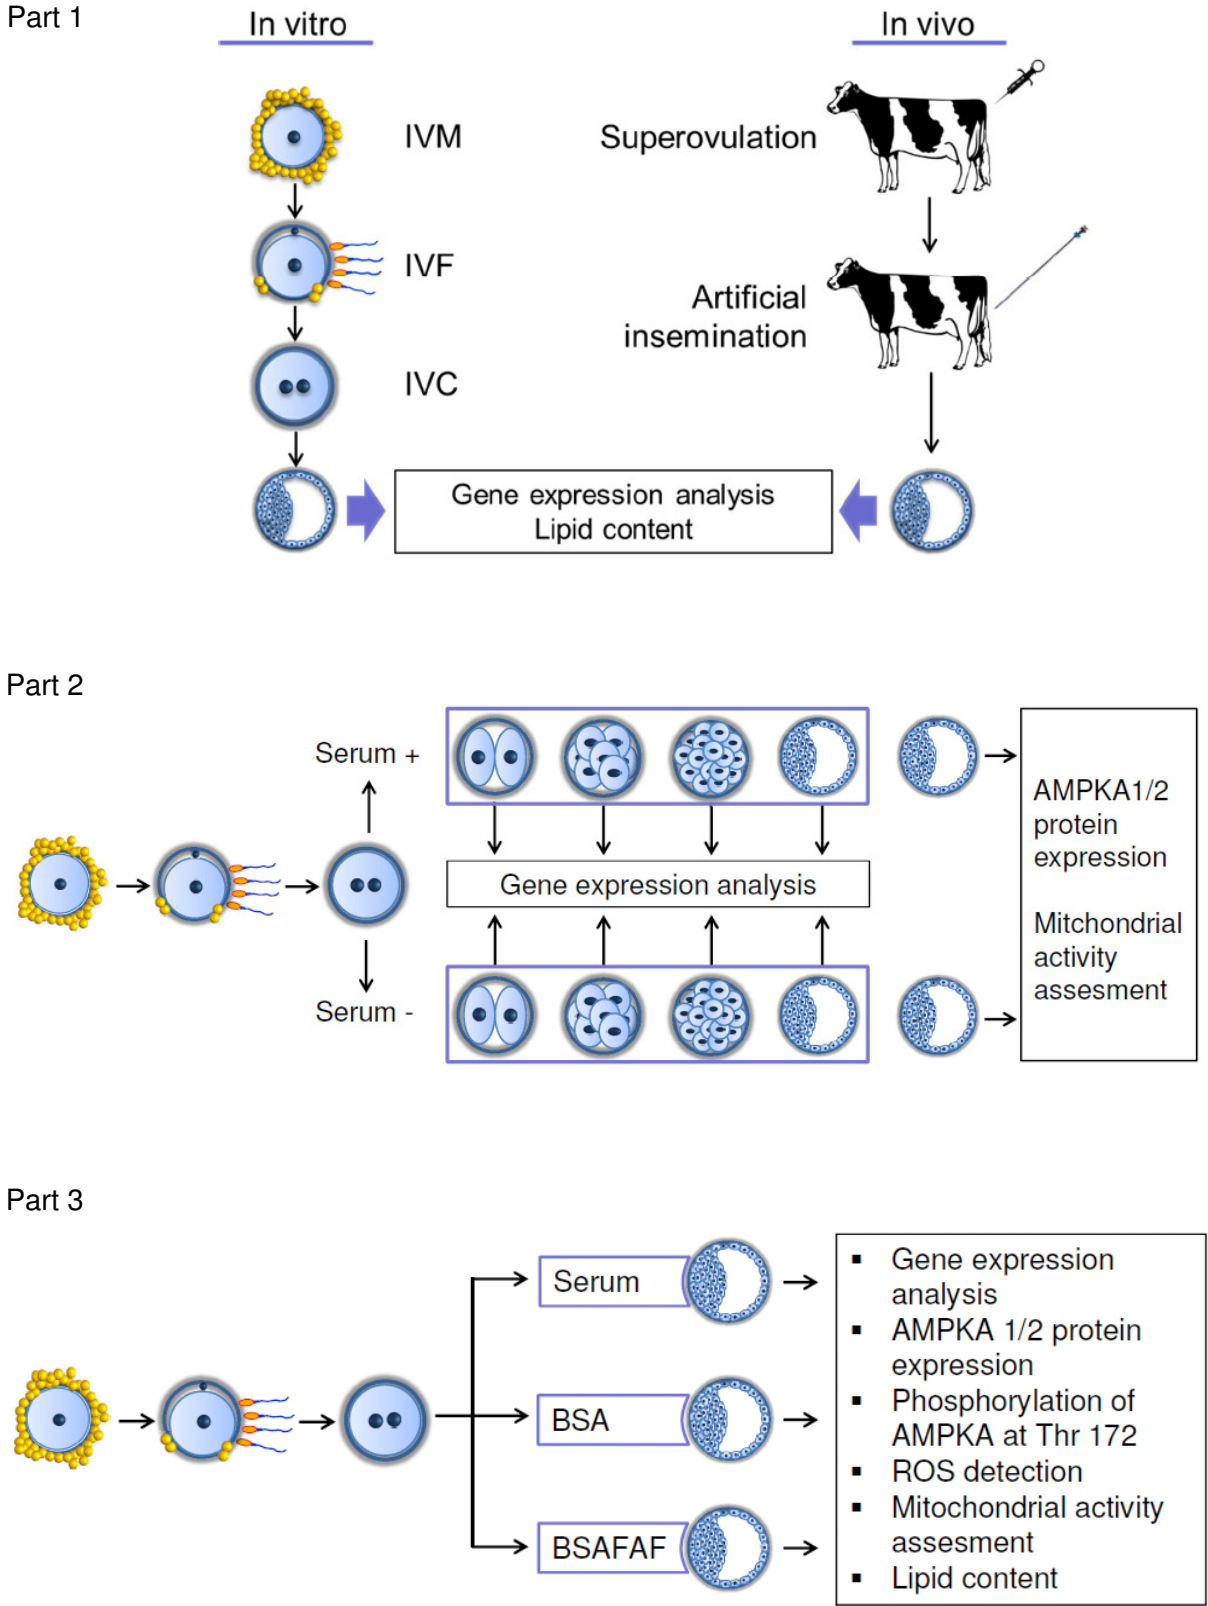 Part 1
In vitro
In vivo
IVM
Superovulation
IVF
Artificial
insemination
IVC
Gene expression analysis
Lipid content
Part 2
Serum +
Gene expression analysis
Serum -
AMPKA1/2
protein
expression
Mitchondrial
activity
assesment
Part 3
Serum
BSA
BSAFAF
▪ Gene expression
analysis
▪ AMPKA 1/2 protein
expression
▪ Phosphorylation of
AMPKA at Thr 172
▪ ROS detection
▪ Mitochondrial activity
assesment
▪ Lipid content